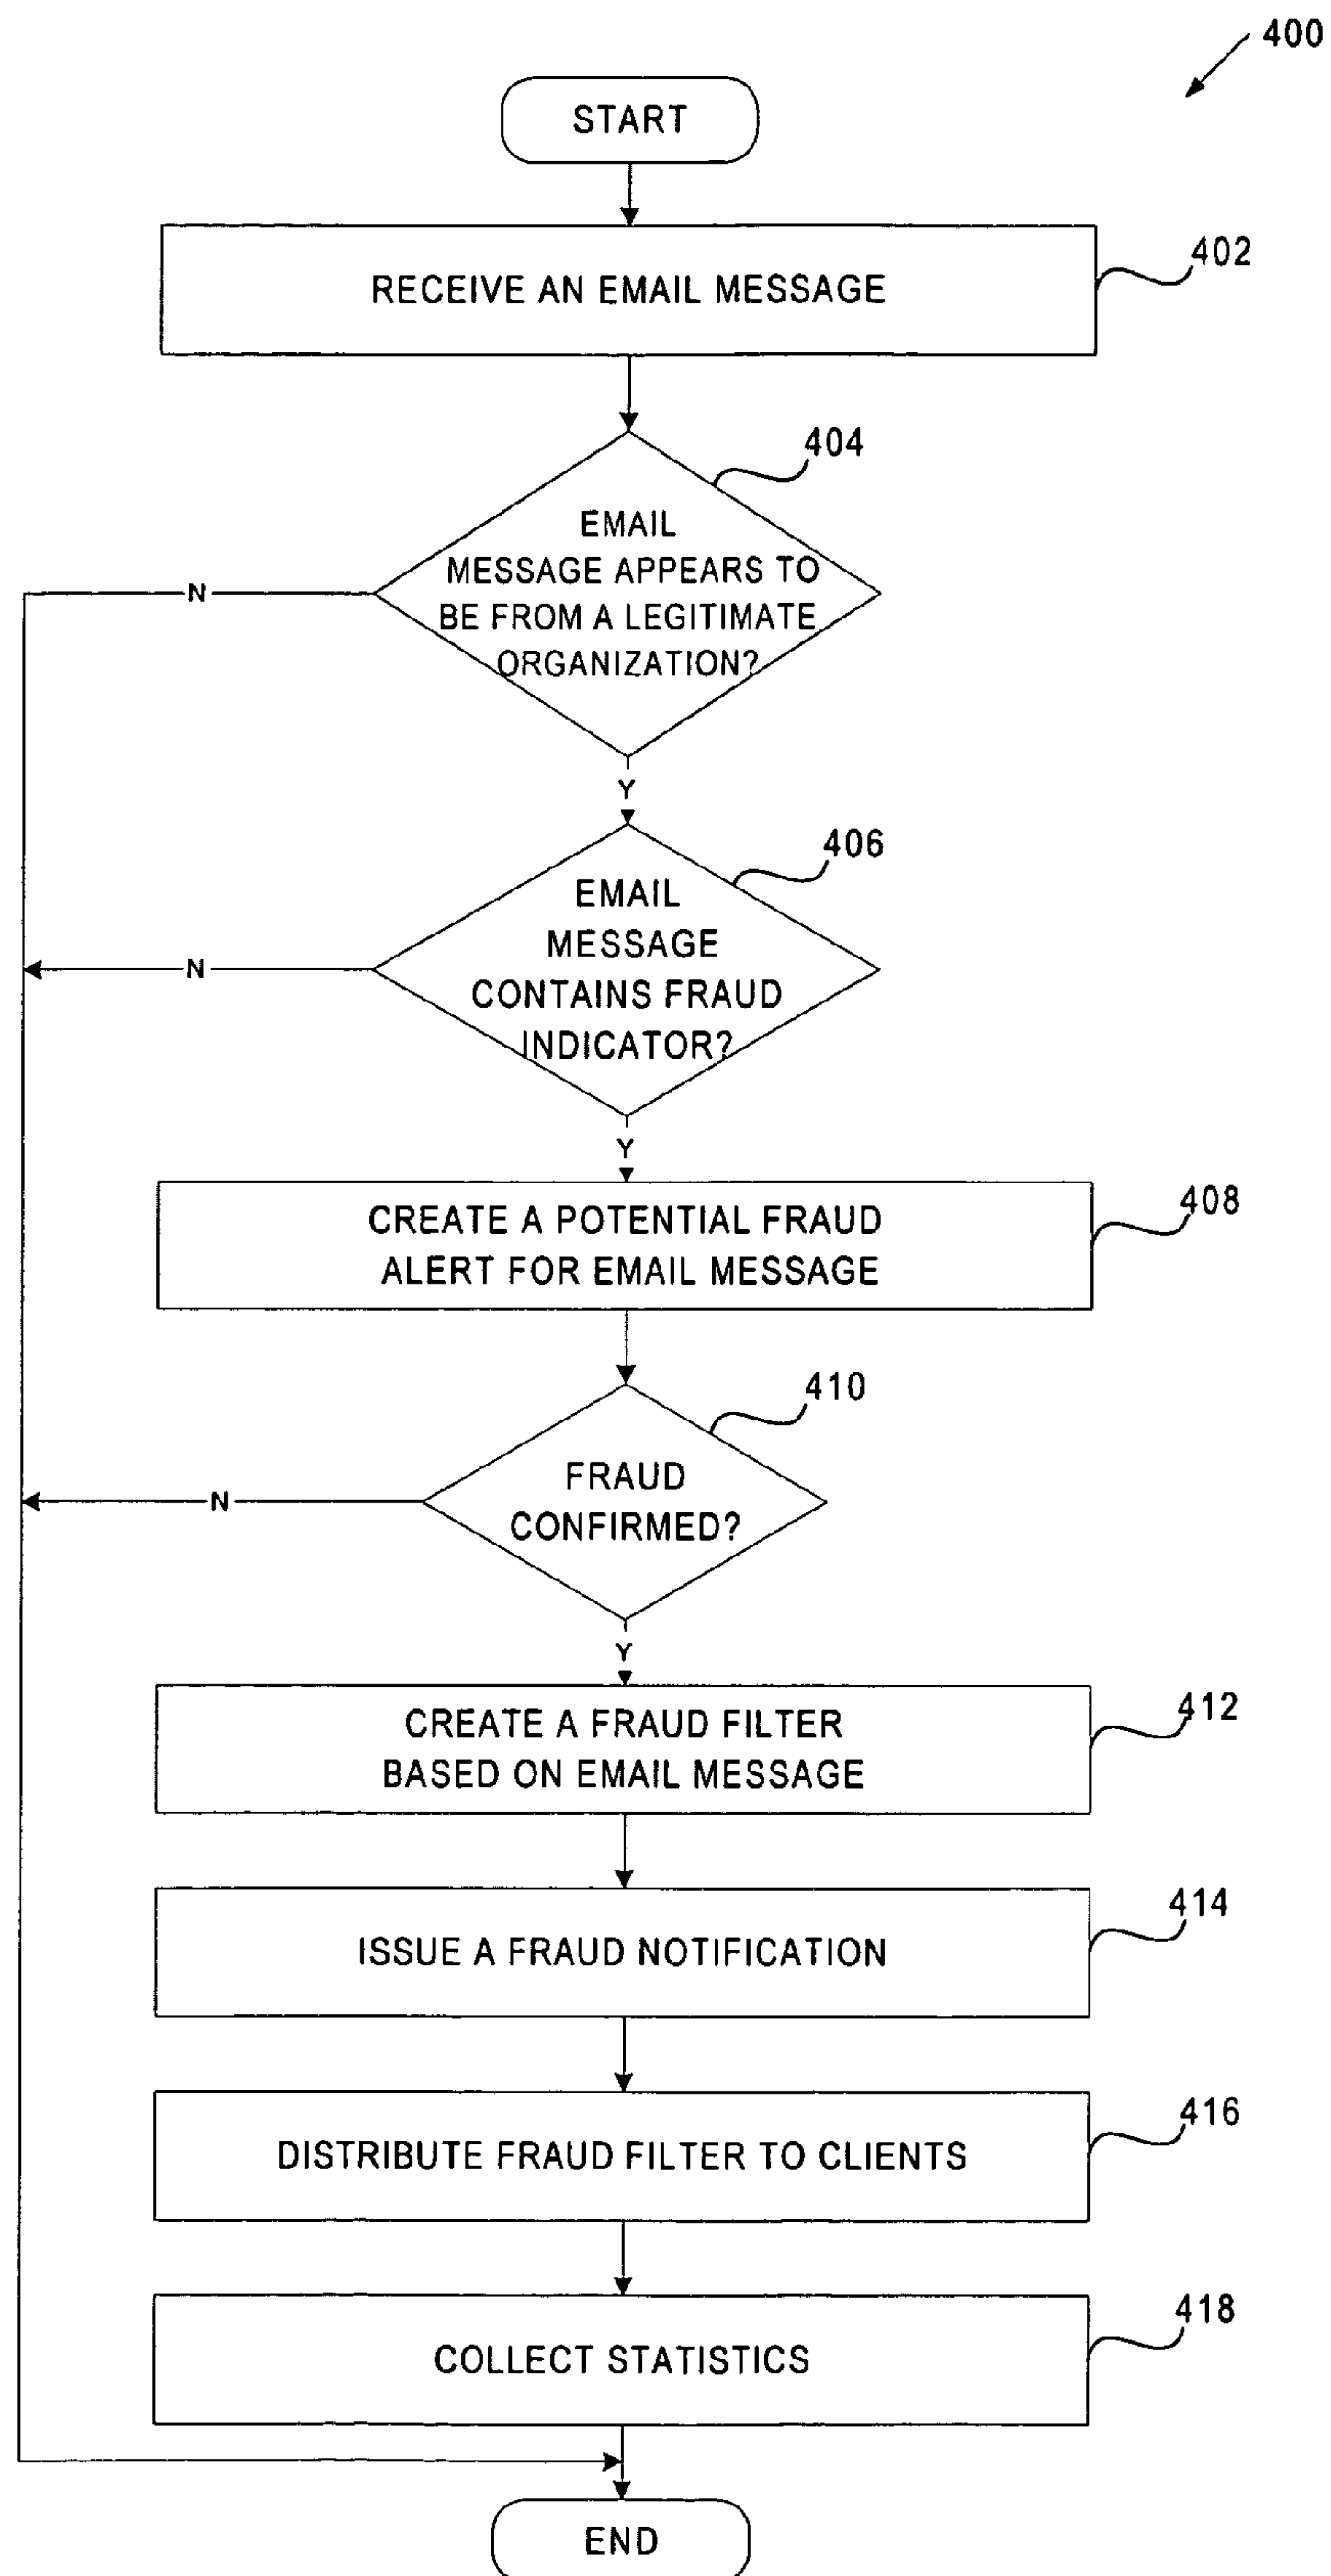 400
START
RECEIVE AN EMAIL MESSAGE
402
404
EMAIL
MESSAGE APPEARS TO
BE FROM A LEGITIMATE
ORGANIZATION?
N
Y
406
EMAIL
MESSAGE
CONTAINS FRAUD
INDICATOR?
N
Y
408
CREATE A POTENTIAL FRAUD
ALERT FOR EMAIL MESSAGE
410
FRAUD
CONFIRMED?
N
Y
412
CREATE A FRAUD FILTER
BASED ON EMAIL MESSAGE
414
ISSUE A FRAUD NOTIFICATION
416
DISTRIBUTE FRAUD FILTER TO CLIENTS
418
COLLECT STATISTICS
END